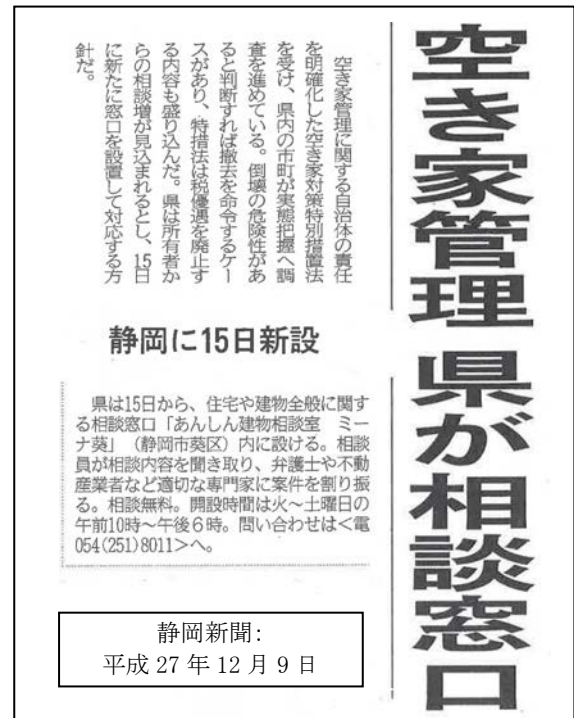 空き家管理 県が相談窓口
空き家管理に関する自治体の責任
を明確化した空き家対策特別措置法
を受け、県内の市町が実態把握へ調
査を進めている。倒壊の危険性があ
ると判断すれば撤去を命令するケー
スがあり、特措法は税優遇を廃止す
る内容も盛り込んだ。県は所有者か
らの相談増が見込まれるとし、15日
に新たに窓口を設置して対応する方
針だ。
静岡に15日新設
県は15日から、住宅や建物全般に関す
る相談窓口「あんしん建物相談室 ミー
ナ葵」（静岡市葵区）内に設ける。相談
員が相談内容を聞き取り、弁護士や不動
産業者など適切な専門家に案件を割り振
る。相談無料。開設時間は火～土曜日の
午前10時～午後６時。問い合わせは<電
054(251)8011>へ。
静岡新聞:
平成 27 年 12 月 9 日